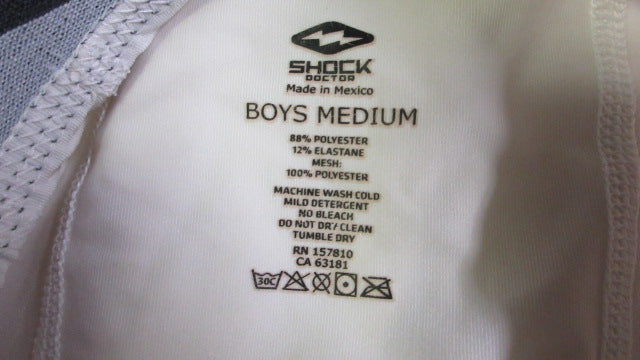 SHOCK
DOCTOR
Made in Mexico
BOYS MEDIUM
88% POLYESTER
12% ELASTANE
MESH:
100% POLYESTER
MACHINE WASH COLD
MILD DETERGENT
NO BLEACH
DO NOT DRY CLEAN
TUMBLE DRY
RN 157810
CA 63181
30C